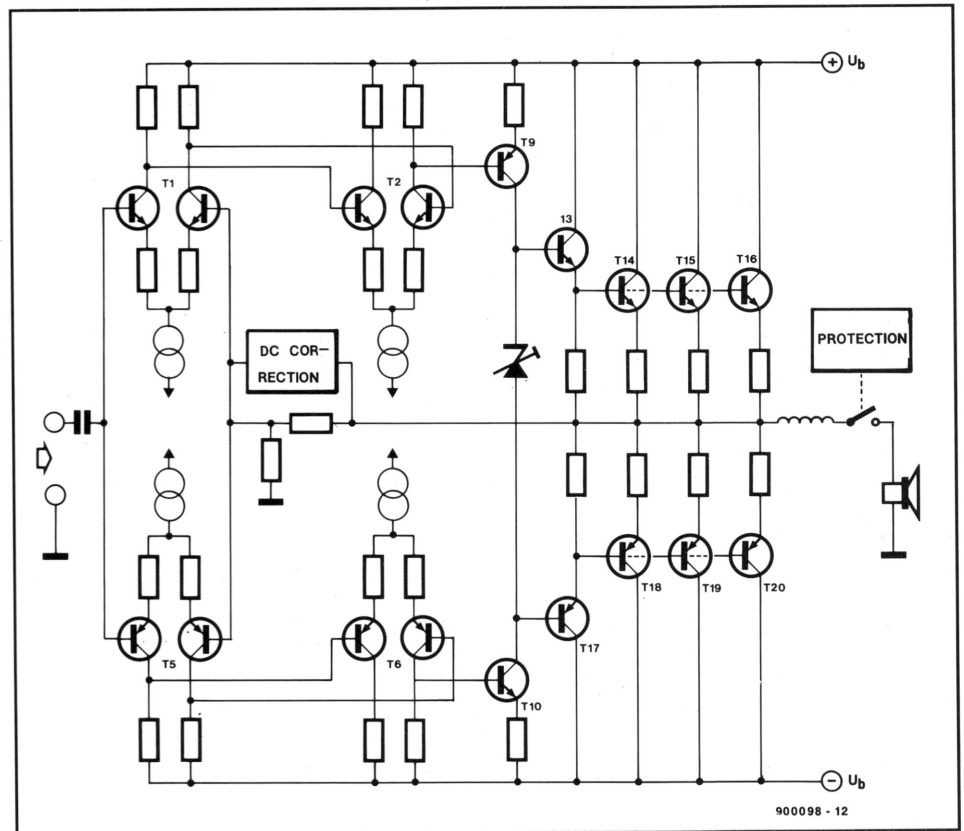 + Ub
T9
T1
T2
13
T14
T15
T16
PROTECTION
DC COR-
RECTION
T18
T19
T20
T17
T5
T6
T10
- Ub
900098 - 12